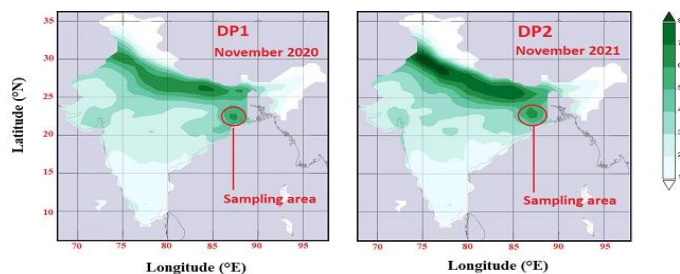 DP1
November 2020
Sampling area
35
30
25
20
15
10
70
75
80
85
90
95
Latitude (°N)
Longitude (°E)
DP2
November 2021
Sampling area
70
75
80
85
90
95
Longitude (°E)